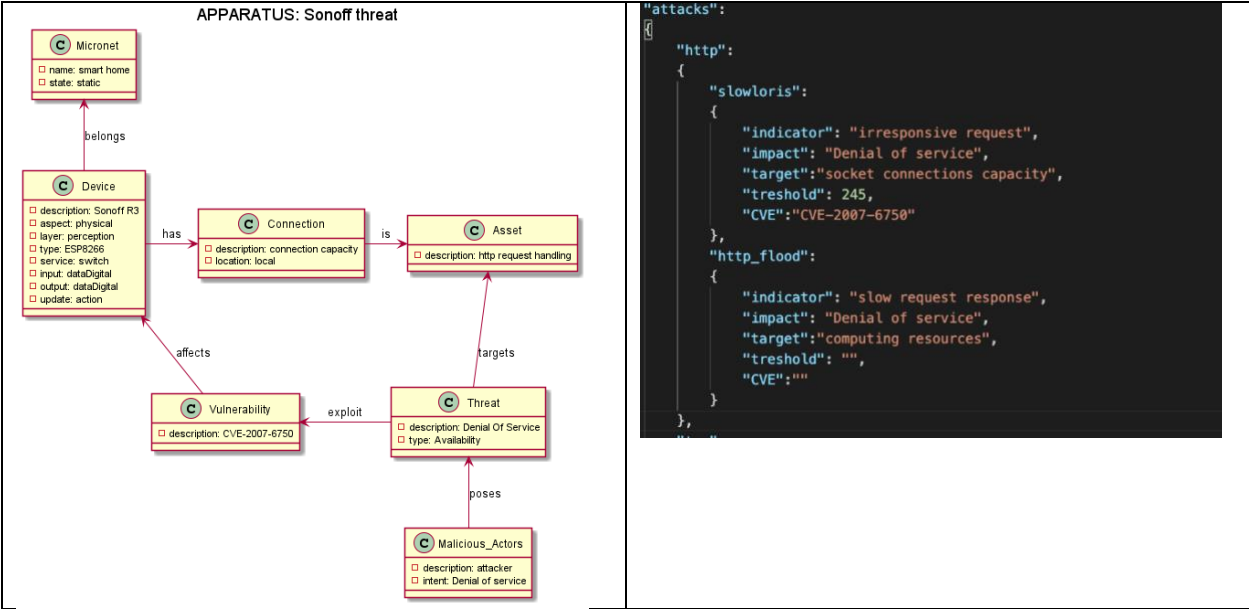 APPARATUS: Sonoff threat
C Micronet
name: smart home
state: static
belongs
C Device
description: Sonoff R3
aspect: physical
layer: perception
type: ESP8266
service: switch
input: dataDigital
output: dataDigital
update: action
has
C Connection
description: connection capacity
location: local
is
C Asset
description: http request handling
affects
targets
C Vulnerability
description: CVE-2007-6750
exploit
C Threat
description: Denial Of Service
type: Availability
poses
C Malicious_Actors
description: attacker
intent: Denial of service
"attacks":
{
"http":
{
"slowloris":
{
"indicator": "irresponsive request",
"impact": "Denial of service",
"target":"socket connections capacity",
"treshold": 245,
"CVE":"CVE-2007-6750"
},
"http_flood":
{
"indicator": "slow request response",
"impact": "Denial of service",
"target":"computing resources",
"treshold": "",
"CVE":""
}
},